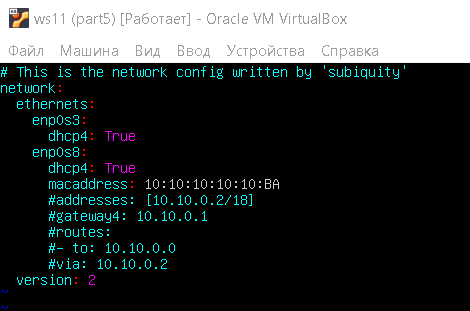 ws11 (part5) [Работает] - Oracle VM VirtualBox
Файл Машина Вид Ввод Устройства Справка
# This is the network config written by 'subiquity'
network:
  ethernets:
    enp0s3:
      dhcp4: True
    enp0s8:
      dhcp4: True
      macaddress: 10:10:10:10:10:BA
      #addresses: [10.10.0.2/18]
      #gateway4: 10.10.0.1
      #routes:
      #- to: 10.10.0.0
      #via: 10.10.0.2
  version: 2
~
~